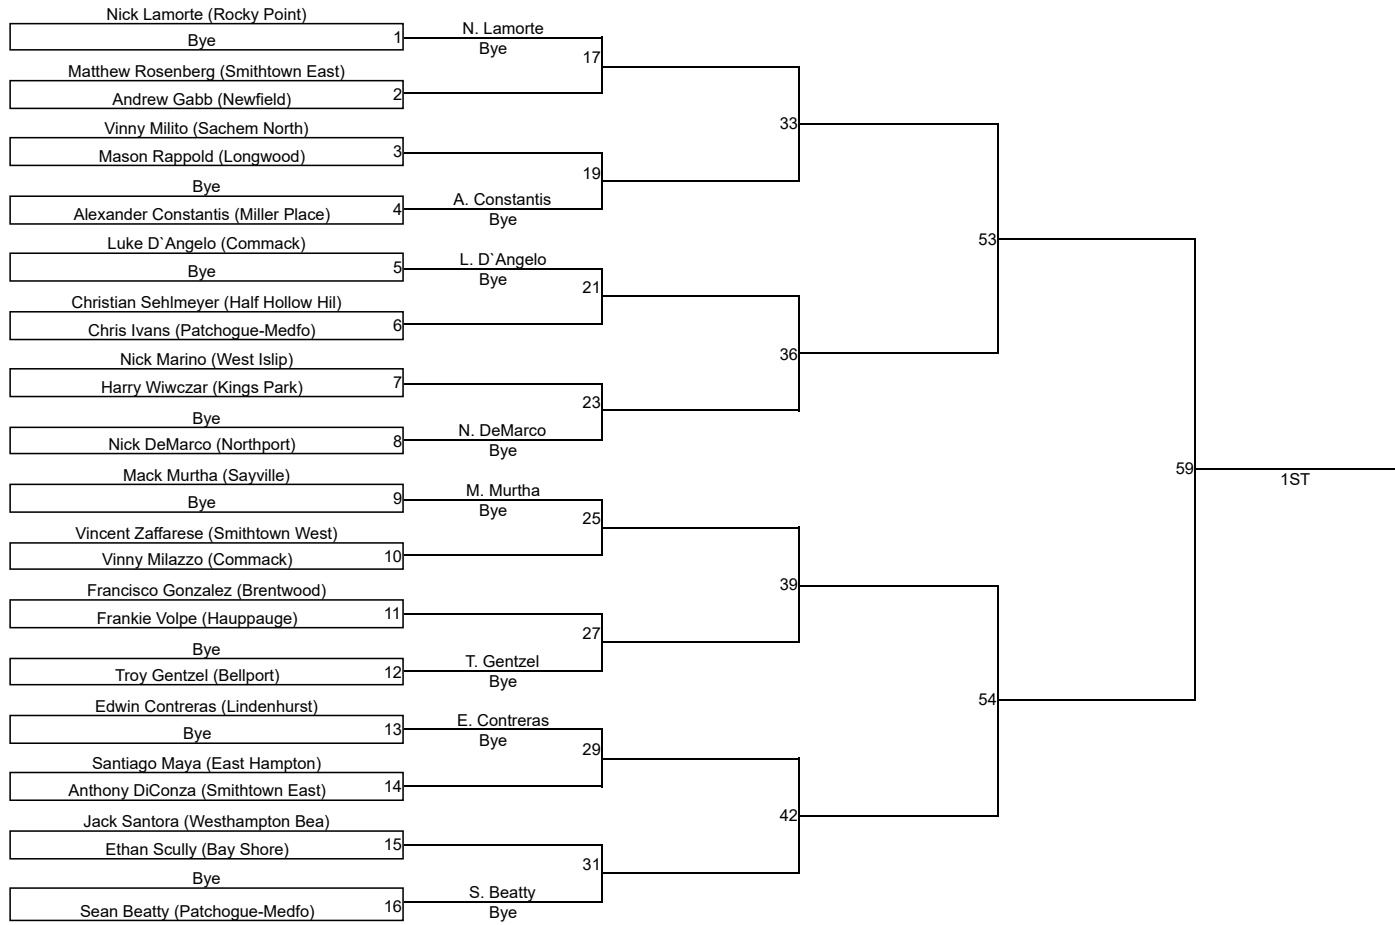 Nick Lamorte (Rocky Point)
Bye
1
N. Lamorte
Bye
17
Matthew Rosenberg (Smithtown East)
Andrew Gabb (Newfield)
2
33
Vinny Milito (Sachem North)
Mason Rappold (Longwood)
3
19
Bye
Alexander Constantis (Miller Place)
4
A. Constantis
Bye
53
Luke D`Angelo (Commack)
Bye
5
L. D`Angelo
Bye
21
Christian Sehlmeyer (Half Hollow Hil)
Chris Ivans (Patchogue-Medfo)
6
36
Nick Marino (West Islip)
Harry Wiwczar (Kings Park)
7
23
Bye
Nick DeMarco (Northport)
8
N. DeMarco
Bye
59
1ST
Mack Murtha (Sayville)
Bye
9
M. Murtha
Bye
25
Vincent Zaffarese (Smithtown West)
Vinny Milazzo (Commack)
10
39
Francisco Gonzalez (Brentwood)
Frankie Volpe (Hauppauge)
11
27
Bye
Troy Gentzel (Bellport)
12
T. Gentzel
Bye
54
Edwin Contreras (Lindenhurst)
Bye
13
E. Contreras
Bye
29
Santiago Maya (East Hampton)
Anthony DiConza (Smithtown East)
14
42
Jack Santora (Westhampton Bea)
Ethan Scully (Bay Shore)
15
31
Bye
Sean Beatty (Patchogue-Medfo)
16
S. Beatty
Bye